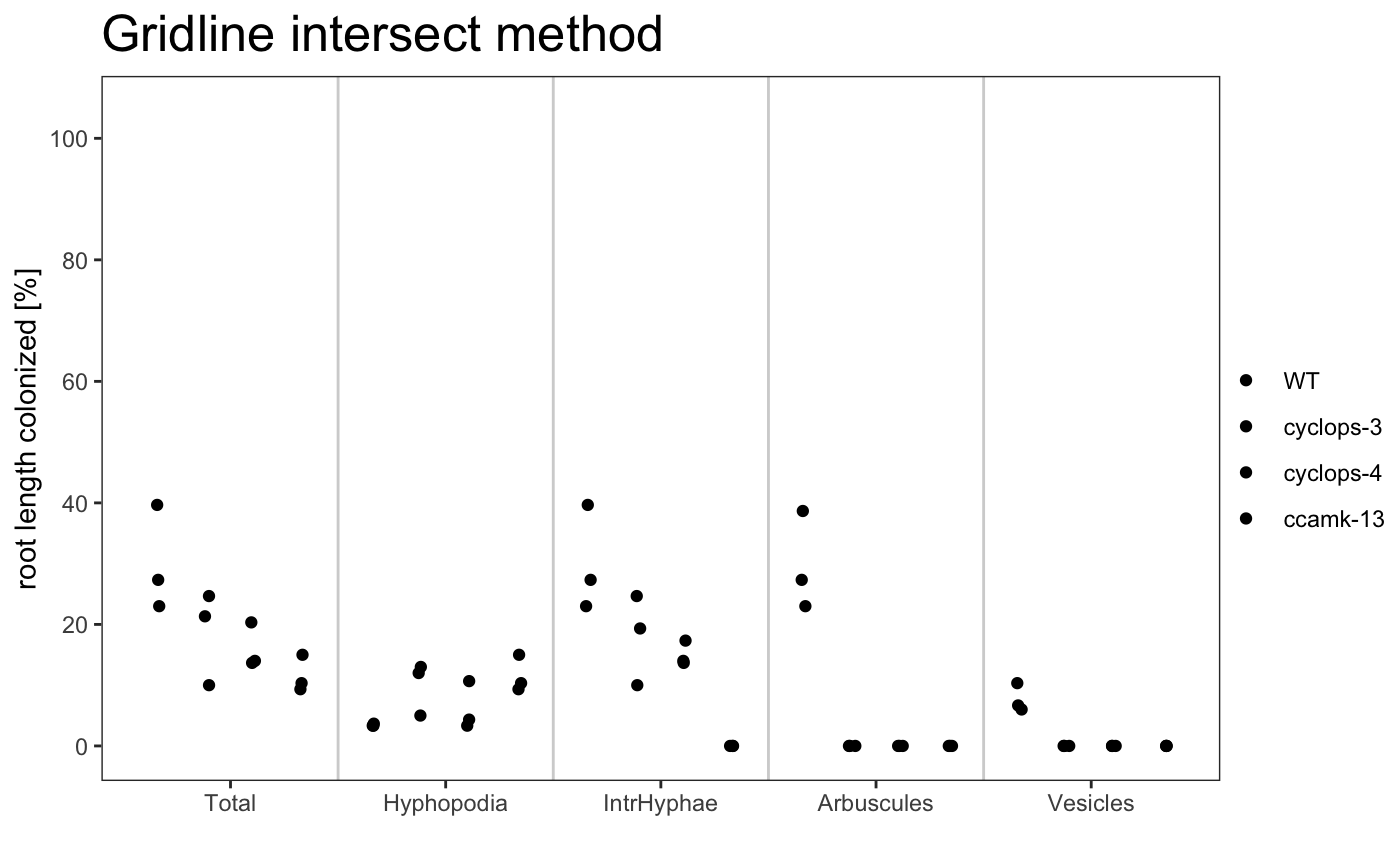 Gridline intersect method
root length colonized [%]
100
80
60
40
20
0
Total
Hyphopodia
IntrHyphae
Arbuscules
Vesicles
WT
cyclops-3
cyclops-4
ccamk-13